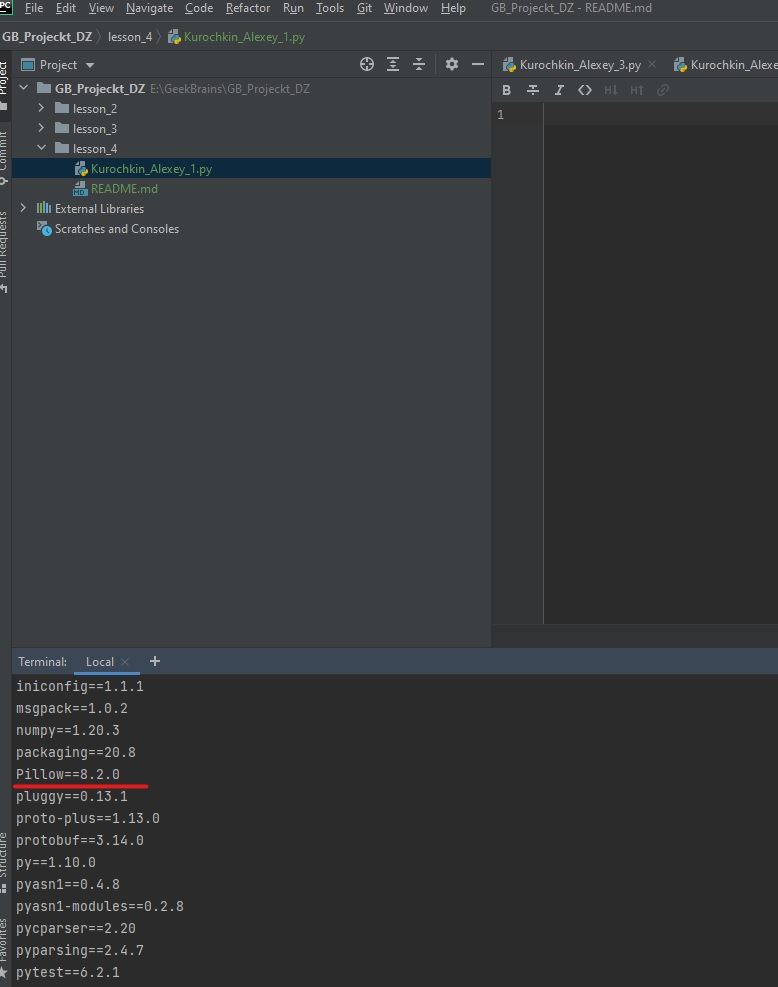 PC File Edit View Navigate Code Refactor Run Tools Git Window Help GB_Projeckt_DZ - README.md
GB_Projeckt_DZ lesson_4 Kurochkin_Alexey_1.py
Project
Kurochkin_Alexey_3.py
Project
GB_Projeckt_DZ E:\GeekBrains\GB_Projeckt_DZ
lesson_2
lesson_3
lesson_4
Kurochkin_Alexey_1.py
MD README.md
External Libraries
Scratches and Consoles
Commit
Pull Requests
B I H↓ H↑
1
Terminal: Local +
iniconfig==1.1.1
msgpack==1.0.2
numpy==1.20.3
packaging==20.8
Pillow==8.2.0
pluggy==0.13.1
proto-plus==1.13.0
protobuf==3.14.0
py==1.10.0
pyasn1==0.4.8
pyasn1-modules==0.2.8
pycparser==2.20
pyparsing==2.4.7
pytest==6.2.1
Structure
Favorites